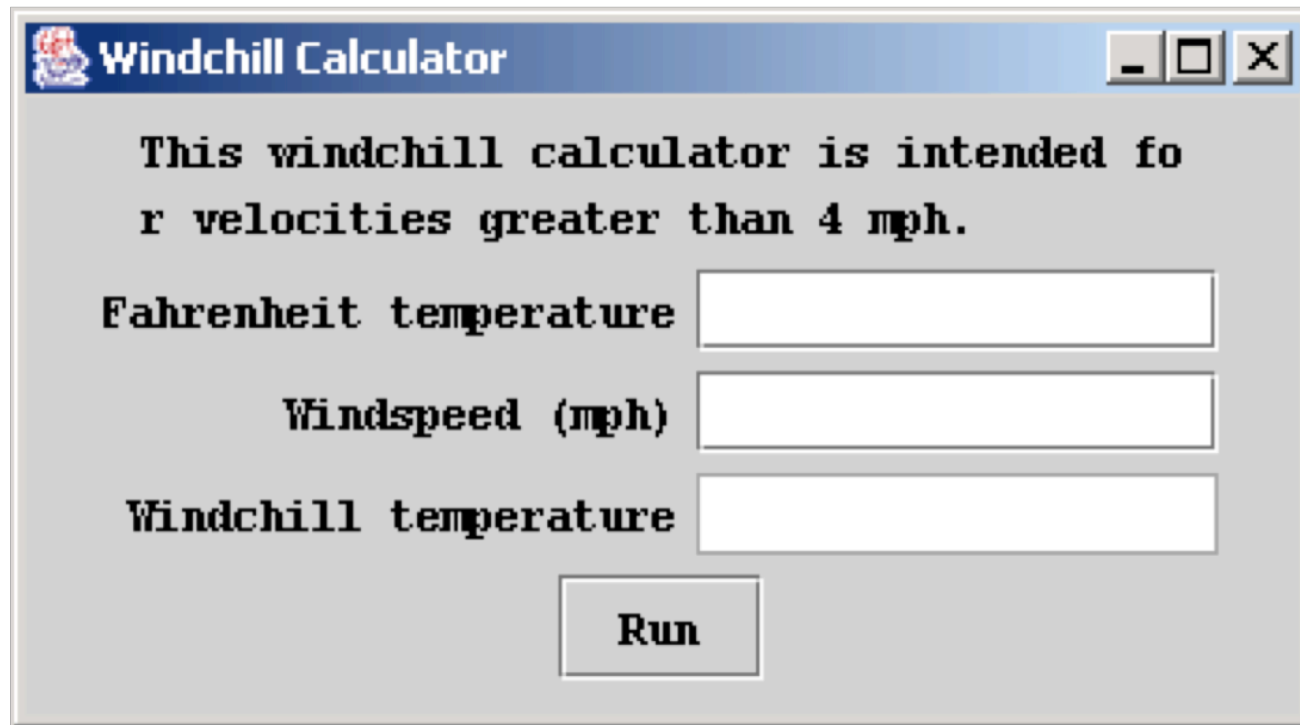 Windchill Calculator
This windchill calculator is intended fo
r velocities greater than 4 mph.
Fahrenheit temperature
Windspeed (mph)
Windchill temperature
Run